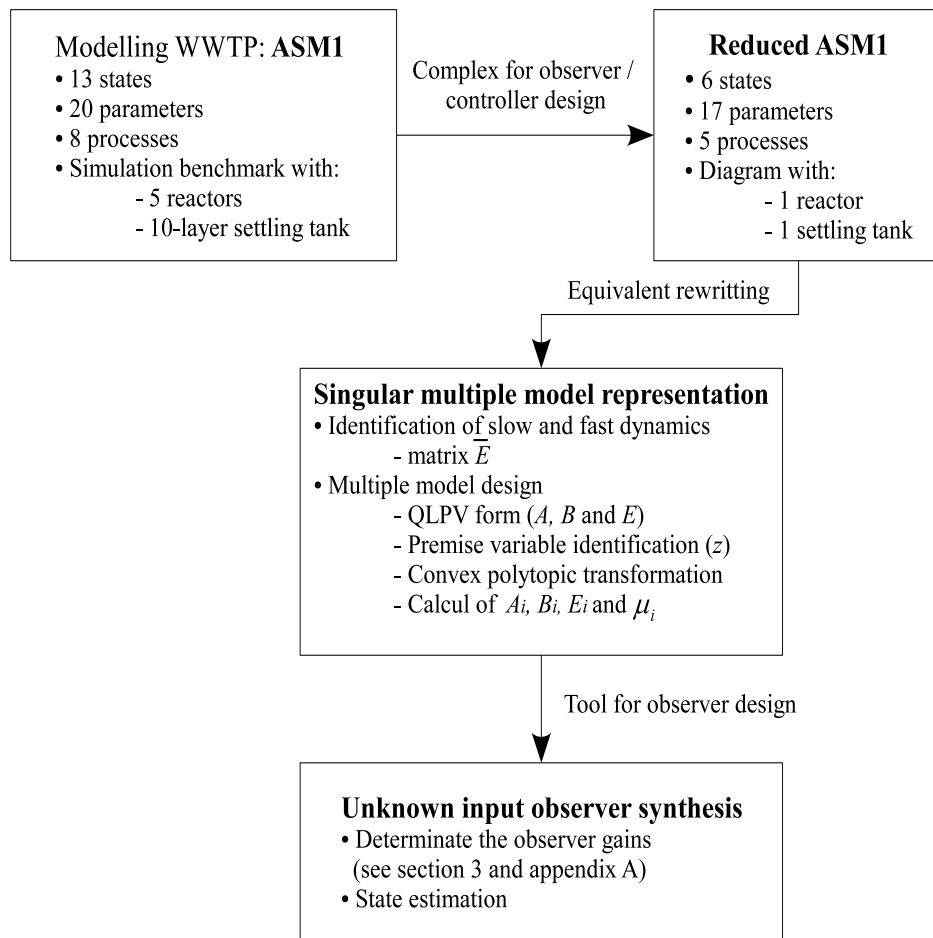 Modelling WWTP: ASM1
• 13 states
• 20 parameters
• 8 processes
• Simulation benchmark with:
- 5 reactors
- 10-layer settling tank
Complex for observer /
controller design
Reduced ASM1
• 6 states
• 17 parameters
• 5 processes
• Diagram with:
- 1 reactor
- 1 settling tank
Equivalent rewritting
Singular multiple model representation
• Identification of slow and fast dynamics
- matrix E̅
• Multiple model design
- QLPV form (A, B and E)
- Premise variable identification (z)
- Convex polytopic transformation
- Calcul of Ai, Bi, Ei and μi
Tool for observer design
Unknown input observer synthesis
• Determinate the observer gains
(see section 3 and appendix A)
• State estimation